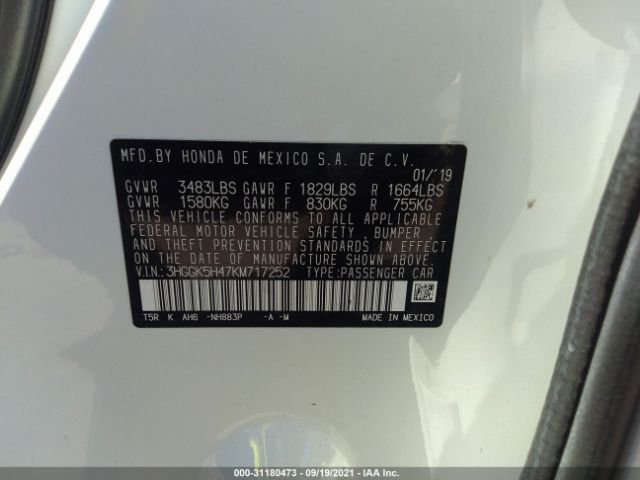 MFD.BY HONDA DE MEXICO S.A. DE C.V.
01/'19
GVWR 3483LBS GAWR F 1829LBS R 1664LBS
GVWR 1580KG GAWR F 830KG R 755KG
THIS VEHICLE CONFORMS TO ALL APPLICABLE
FEDERAL MOTOR VEHICLE SAFETY , BUMPER ,
AND THEFT PREVENTION STANDARDS IN EFFECT
ON THE DATE OF MANUFACTURE SHOWN ABOVE.
V.I.N.: 3HGGK5H47KM717252 TYPE: PASSENGER CAR
T5R K AH6 -NH883P -A -M MADE IN MEXICO
000-31180473 - 09/19/2021 - IAA Inc.